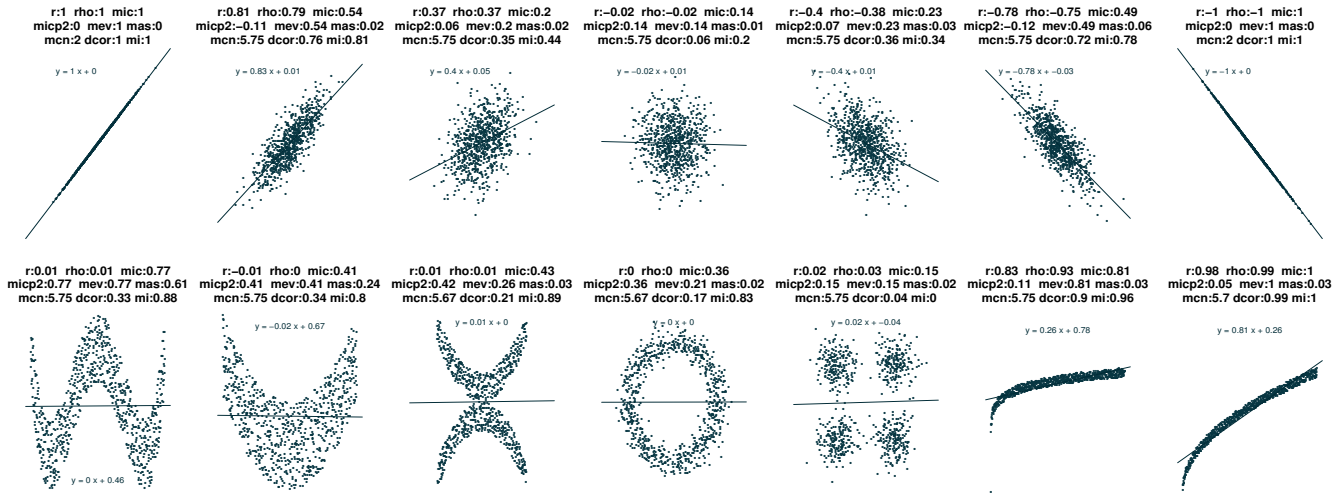 r:1 rho:1 mic:1
micp2:0 mev:1 mas:0
mcn:2 dcor:1 mi:1
y = 1 x + 0
r:0.81 rho:0.79 mic:0.54
micp2:−0.11 mev:0.54 mas:0.02
mcn:5.75 dcor:0.76 mi:0.81
y = 0.83 x + 0.01
r:0.37 rho:0.37 mic:0.2
micp2:0.06 mev:0.2 mas:0.02
mcn:5.75 dcor:0.35 mi:0.44
y = 0.4 x + 0.05
r:−0.02 rho:−0.02 mic:0.14
micp2:0.14 mev:0.14 mas:0.01
mcn:5.75 dcor:0.06 mi:0.2
y = −0.02 x + 0.01
r:−0.4 rho:−0.38 mic:0.23
micp2:0.07 mev:0.23 mas:0.03
mcn:5.75 dcor:0.36 mi:0.34
y = −0.4 x + 0.01
r:−0.78 rho:−0.75 mic:0.49
micp2:−0.12 mev:0.49 mas:0.06
mcn:5.75 dcor:0.72 mi:0.78
y = −0.78 x + −0.03
r:−1 rho:−1 mic:1
micp2:0 mev:1 mas:0
mcn:2 dcor:1 mi:1
y = −1 x + 0
r:0.01 rho:0.01 mic:0.77
micp2:0.77 mev:0.77 mas:0.61
mcn:5.75 dcor:0.33 mi:0.88
y = 0 x + 0.46
r:−0.01 rho:0 mic:0.41
micp2:0.41 mev:0.41 mas:0.24
mcn:5.75 dcor:0.34 mi:0.8
y = −0.02 x + 0.67
r:0.01 rho:0.01 mic:0.43
micp2:0.42 mev:0.26 mas:0.03
mcn:5.67 dcor:0.21 mi:0.89
y = 0.01 x + 0
r:0 rho:0 mic:0.36
micp2:0.36 mev:0.21 mas:0.02
mcn:5.67 dcor:0.17 mi:0.83
y = 0 x + 0
r:0.02 rho:0.03 mic:0.15
micp2:0.15 mev:0.15 mas:0.02
mcn:5.75 dcor:0.04 mi:0
y = 0.02 x + −0.04
r:0.83 rho:0.93 mic:0.81
micp2:0.11 mev:0.81 mas:0.03
mcn:5.75 dcor:0.9 mi:0.96
y = 0.26 x + 0.78
r:0.98 rho:0.99 mic:1
micp2:0.05 mev:1 mas:0.03
mcn:5.7 dcor:0.99 mi:1
y = 0.81 x + 0.26